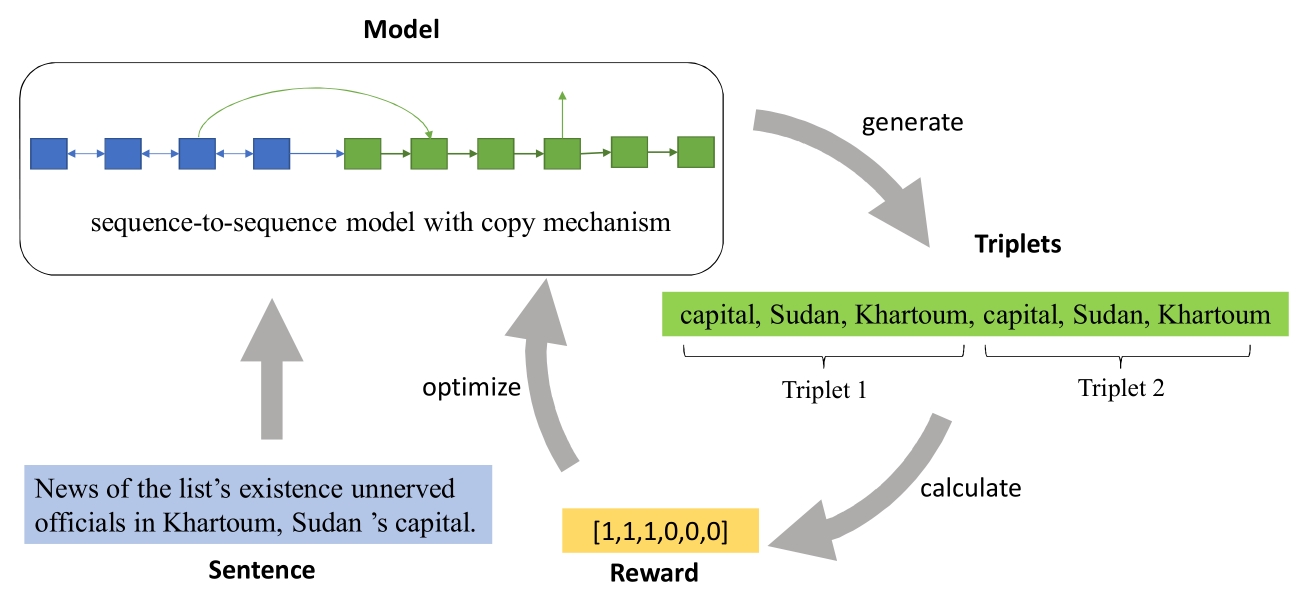 Model
sequence-to-sequence model with copy mechanism
generate
Triplets
capital, Sudan, Khartoum, capital, Sudan, Khartoum
Triplet 1
Triplet 2
optimize
calculate
News of the list’s existence unnerved
officials in Khartoum, Sudan ’s capital.
Sentence
[1,1,1,0,0,0]
Reward